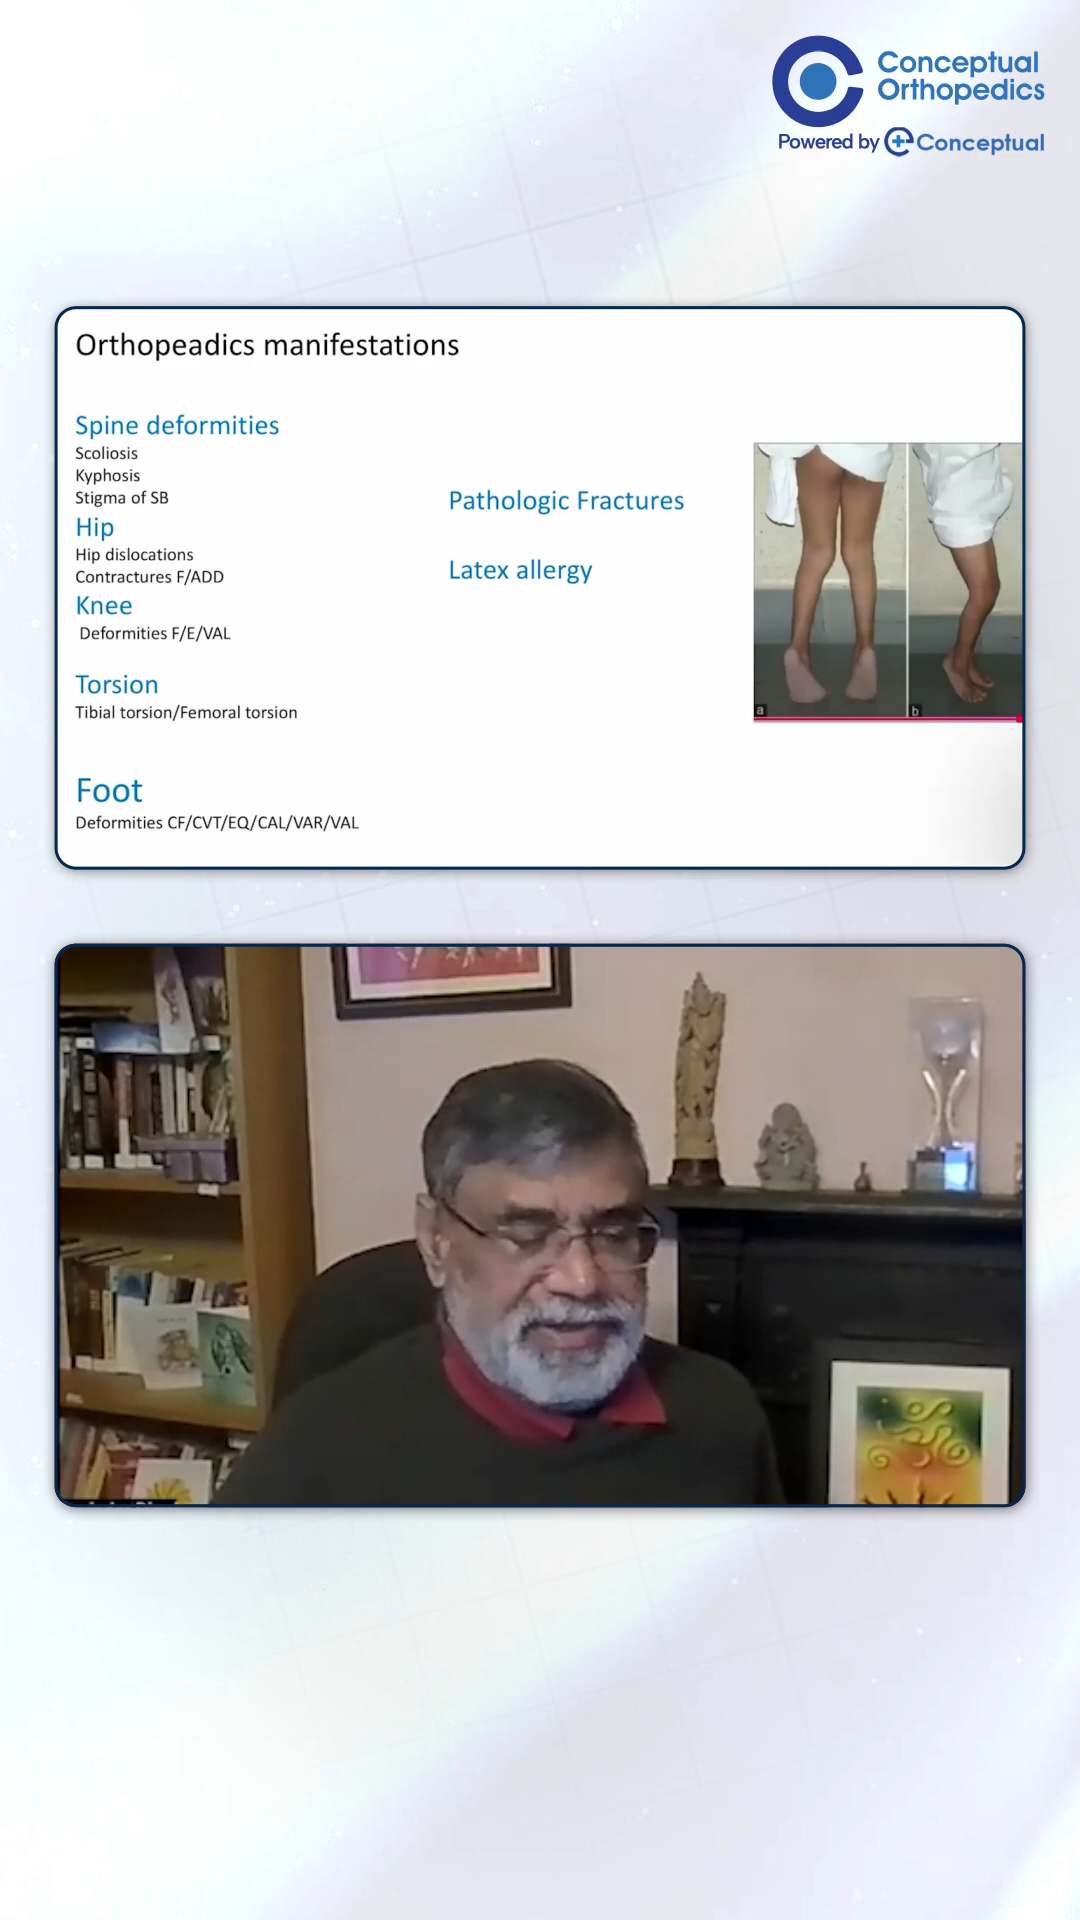 Conceptual
Orthopedics
Powered by Conceptual
Orthopeadics manifestations
Spine deformities
Scoliosis
Kyphosis
Stigma of SB
Hip
Hip dislocations
Contractures F/ADD
Knee
Deformities F/E/VAL
Torsion
Tibial torsion/Femoral torsion
Foot
Deformities CF/CVT/EQ/CAL/VAR/VAL
Pathologic Fractures
Latex allergy
a
b